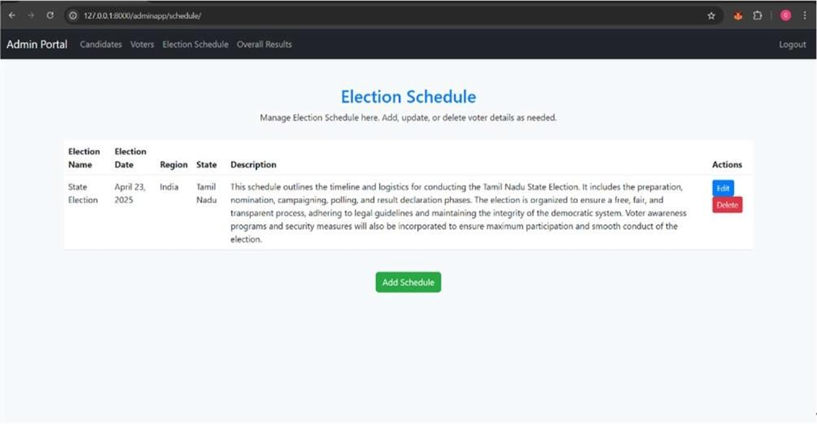 127.0.0.1:8000/adminapp/schedule/
Admin Portal Candidates Voters Election Schedule Overall Results Logout
Election Schedule
Manage Election Schedule here. Add, update, or delete voter details as needed.
Election Name Election Date Region State Description Actions
State Election April 23, 2025 India Tamil Nadu
This schedule outlines the timeline and logistics for conducting the Tamil Nadu State Election. It includes the preparation,
nomination, campaigning, polling, and result declaration phases. The election is organized to ensure a free, fair, and
transparent process, adhering to legal guidelines and maintaining the integrity of the democratic system. Voter awareness
programs and security measures will also be incorporated to ensure maximum participation and smooth conduct of the
election.
Edit
Delete
Add Schedule